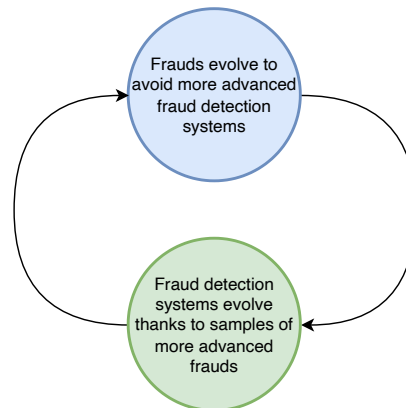 Frauds evolve to
avoid more advanced
fraud detection
systems
Fraud detection
systems evolve
thanks to samples of
more advanced
frauds